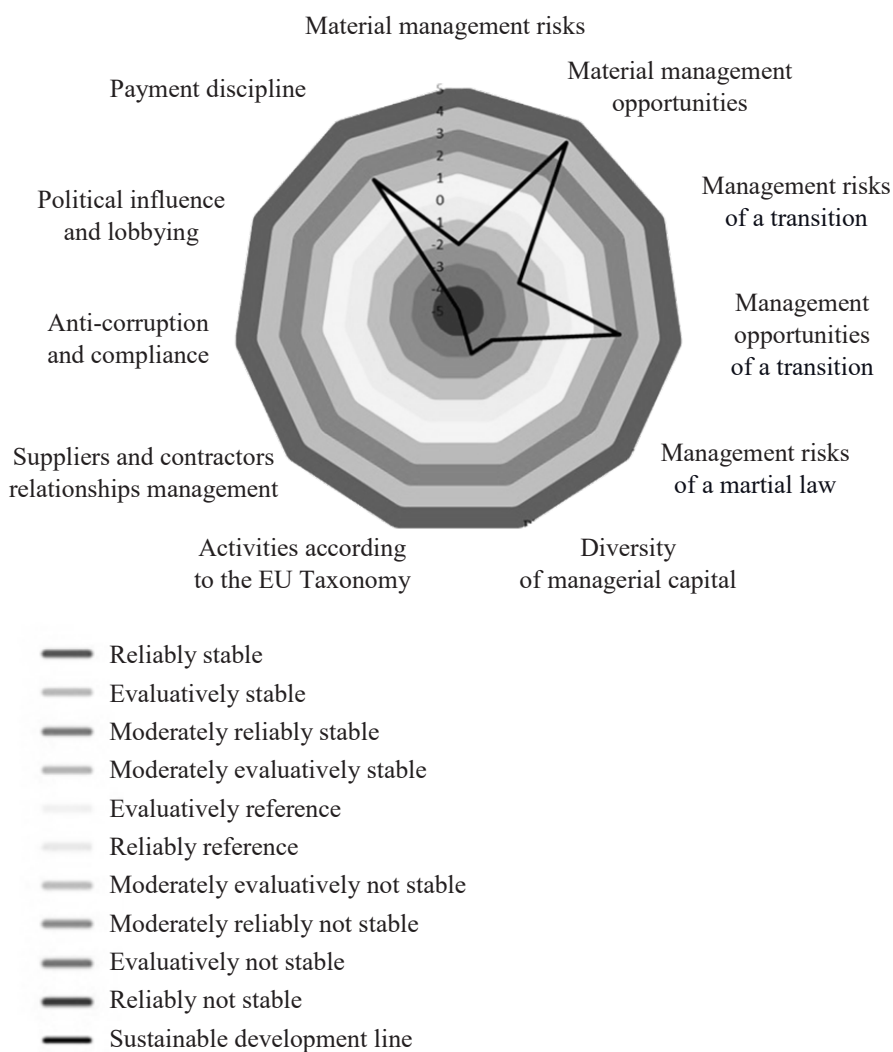 Material management risks
Material management
opportunities
Payment discipline
5
4
3
2
1
0
-1
-2
-3
-4
-5
Management risks
of a transition
Political influence
and lobbying
Management
opportunities
of a transition
Anti-corruption
and compliance
Management risks
of a martial law
Suppliers and contractors
relationships management
Activities according
to the EU Taxonomy
Diversity
of managerial capital
Reliably stable
Evaluatively stable
Moderately reliably stable
Moderately evaluatively stable
Evaluatively reference
Reliably reference
Moderately evaluatively not stable
Moderately reliably not stable
Evaluatively not stable
Reliably not stable
Sustainable development line